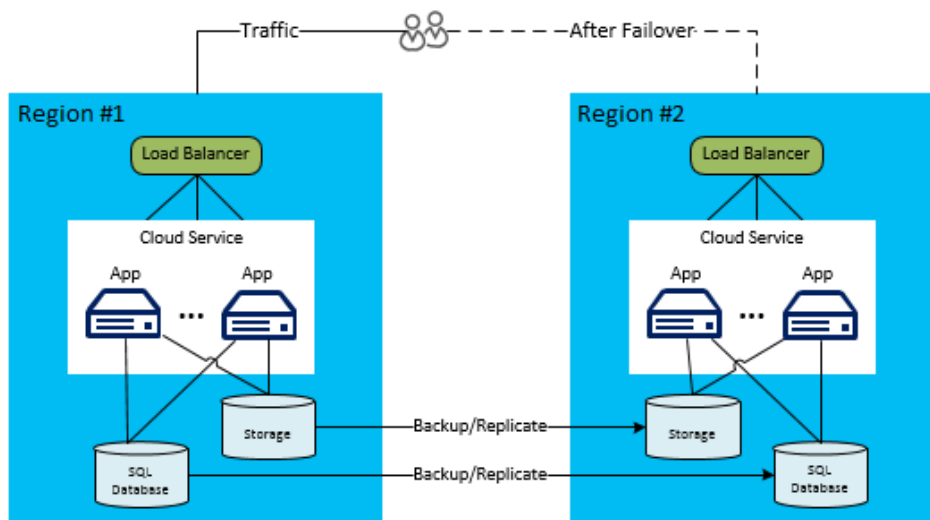 Traffic
After Failover
Region #1
Load Balancer
Cloud Service
App
App
...
Storage
SQL
Database
Region #2
Load Balancer
Cloud Service
App
App
...
Storage
SQL
Database
Backup/Replicate
Backup/Replicate